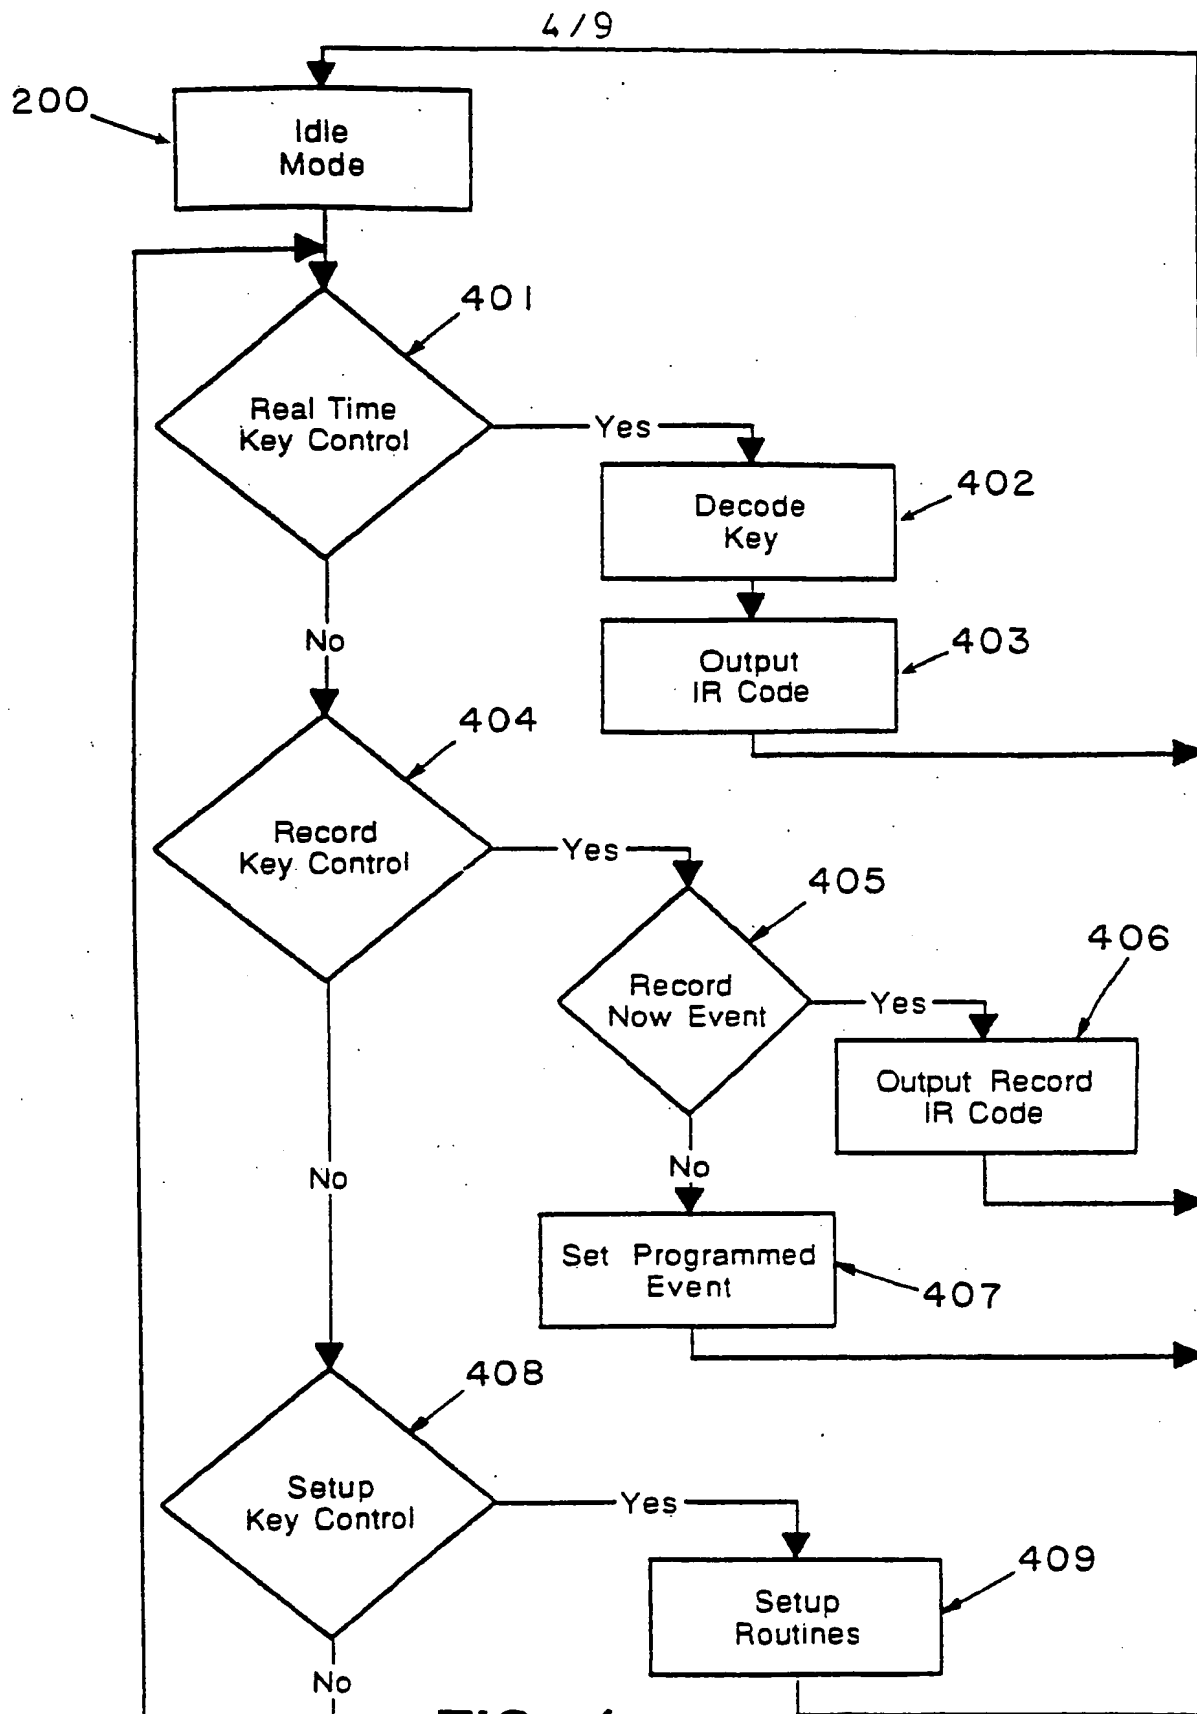 4/9
200
Idle
Mode
401
Real Time
Key Control
Yes
402
Decode
Key
403
Output
IR Code
No
404
Record
Key Control
Yes
405
Record
Now Event
Yes
406
Output Record
IR Code
No
No
Set Programmed
Event
407
408
Setup
Key Control
Yes
409
Setup
Routines
No